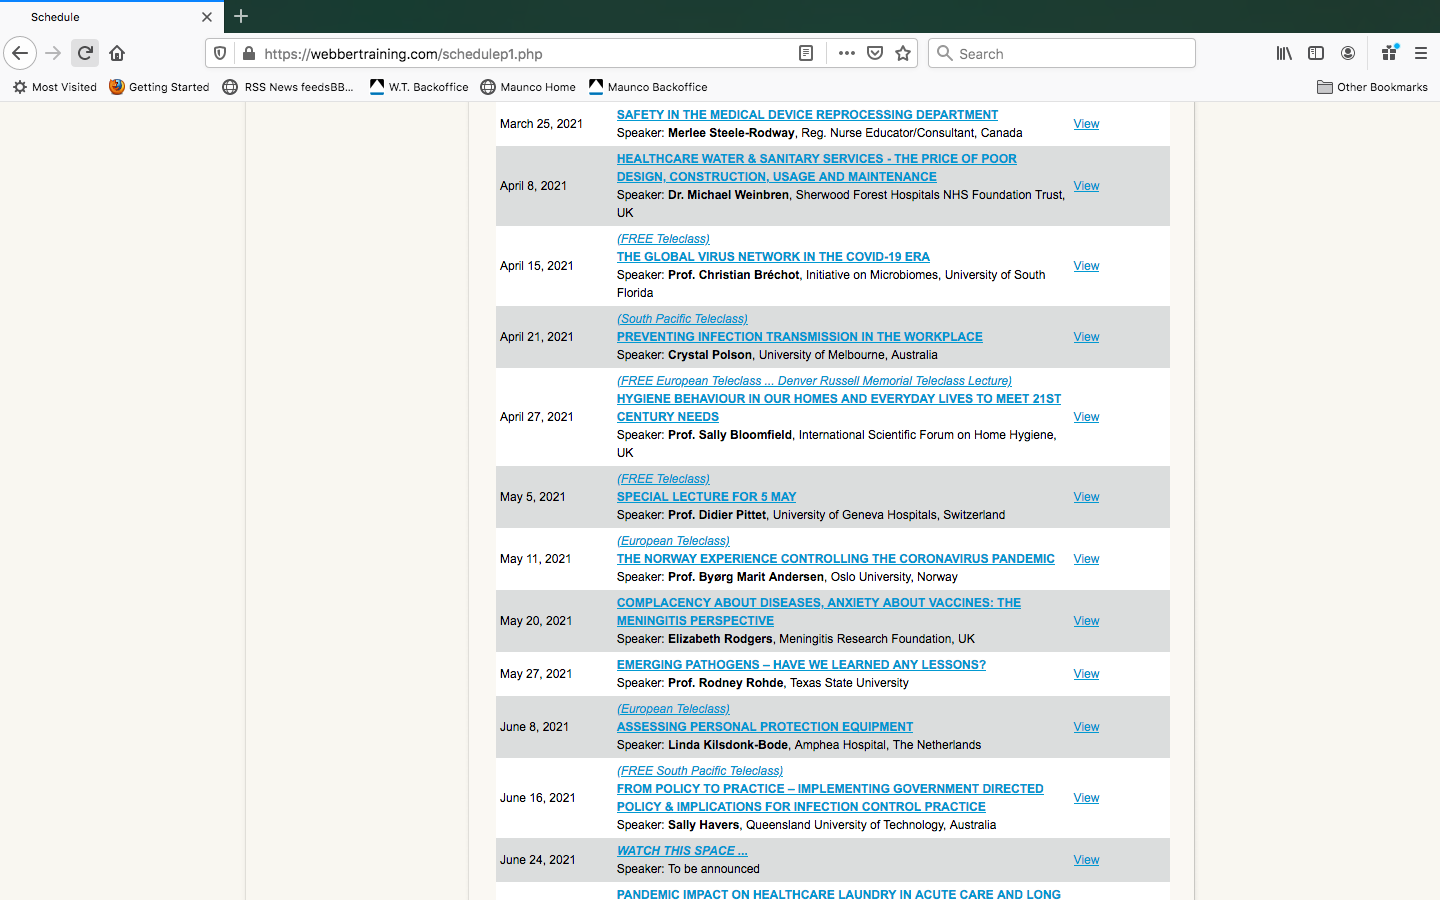 Schedule
https://webbertraining.com/schedulep1.php
Search
Most Visited
Getting Started
RSS News feedsBB...
W.T. Backoffice
Maunco Home
Maunco Backoffice
Other Bookmarks
March 25, 2021
SAFETY IN THE MEDICAL DEVICE REPROCESSING DEPARTMENT
Speaker: Merlee Steele-Rodway, Reg. Nurse Educator/Consultant, Canada
View
April 8, 2021
HEALTHCARE WATER & SANITARY SERVICES - THE PRICE OF POOR
DESIGN, CONSTRUCTION, USAGE AND MAINTENANCE
Speaker: Dr. Michael Weinbren, Sherwood Forest Hospitals NHS Foundation Trust,
UK
View
April 15, 2021
(FREE Teleclass)
THE GLOBAL VIRUS NETWORK IN THE COVID-19 ERA
Speaker: Prof. Christian Bréchot, Initiative on Microbiomes, University of South
Florida
View
April 21, 2021
(South Pacific Teleclass)
PREVENTING INFECTION TRANSMISSION IN THE WORKPLACE
Speaker: Crystal Polson, University of Melbourne, Australia
View
April 27, 2021
(FREE European Teleclass ... Denver Russell Memorial Teleclass Lecture)
HYGIENE BEHAVIOUR IN OUR HOMES AND EVERYDAY LIVES TO MEET 21ST
CENTURY NEEDS
Speaker: Prof. Sally Bloomfield, International Scientific Forum on Home Hygiene,
UK
View
May 5, 2021
(FREE Teleclass)
SPECIAL LECTURE FOR 5 MAY
Speaker: Prof. Didier Pittet, University of Geneva Hospitals, Switzerland
View
May 11, 2021
(European Teleclass)
THE NORWAY EXPERIENCE CONTROLLING THE CORONAVIRUS PANDEMIC
Speaker: Prof. Byørg Marit Andersen, Oslo University, Norway
View
May 20, 2021
COMPLACENCY ABOUT DISEASES, ANXIETY ABOUT VACCINES: THE
MENINGITIS PERSPECTIVE
Speaker: Elizabeth Rodgers, Meningitis Research Foundation, UK
View
May 27, 2021
EMERGING PATHOGENS – HAVE WE LEARNED ANY LESSONS?
Speaker: Prof. Rodney Rohde, Texas State University
View
June 8, 2021
(European Teleclass)
ASSESSING PERSONAL PROTECTION EQUIPMENT
Speaker: Linda Kilsdonk-Bode, Amphea Hospital, The Netherlands
View
June 16, 2021
(FREE South Pacific Teleclass)
FROM POLICY TO PRACTICE – IMPLEMENTING GOVERNMENT DIRECTED
POLICY & IMPLICATIONS FOR INFECTION CONTROL PRACTICE
Speaker: Sally Havers, Queensland University of Technology, Australia
View
June 24, 2021
WATCH THIS SPACE ...
Speaker: To be announced
View
PANDEMIC IMPACT ON HEALTHCARE LAUNDRY IN ACUTE CARE AND LONG